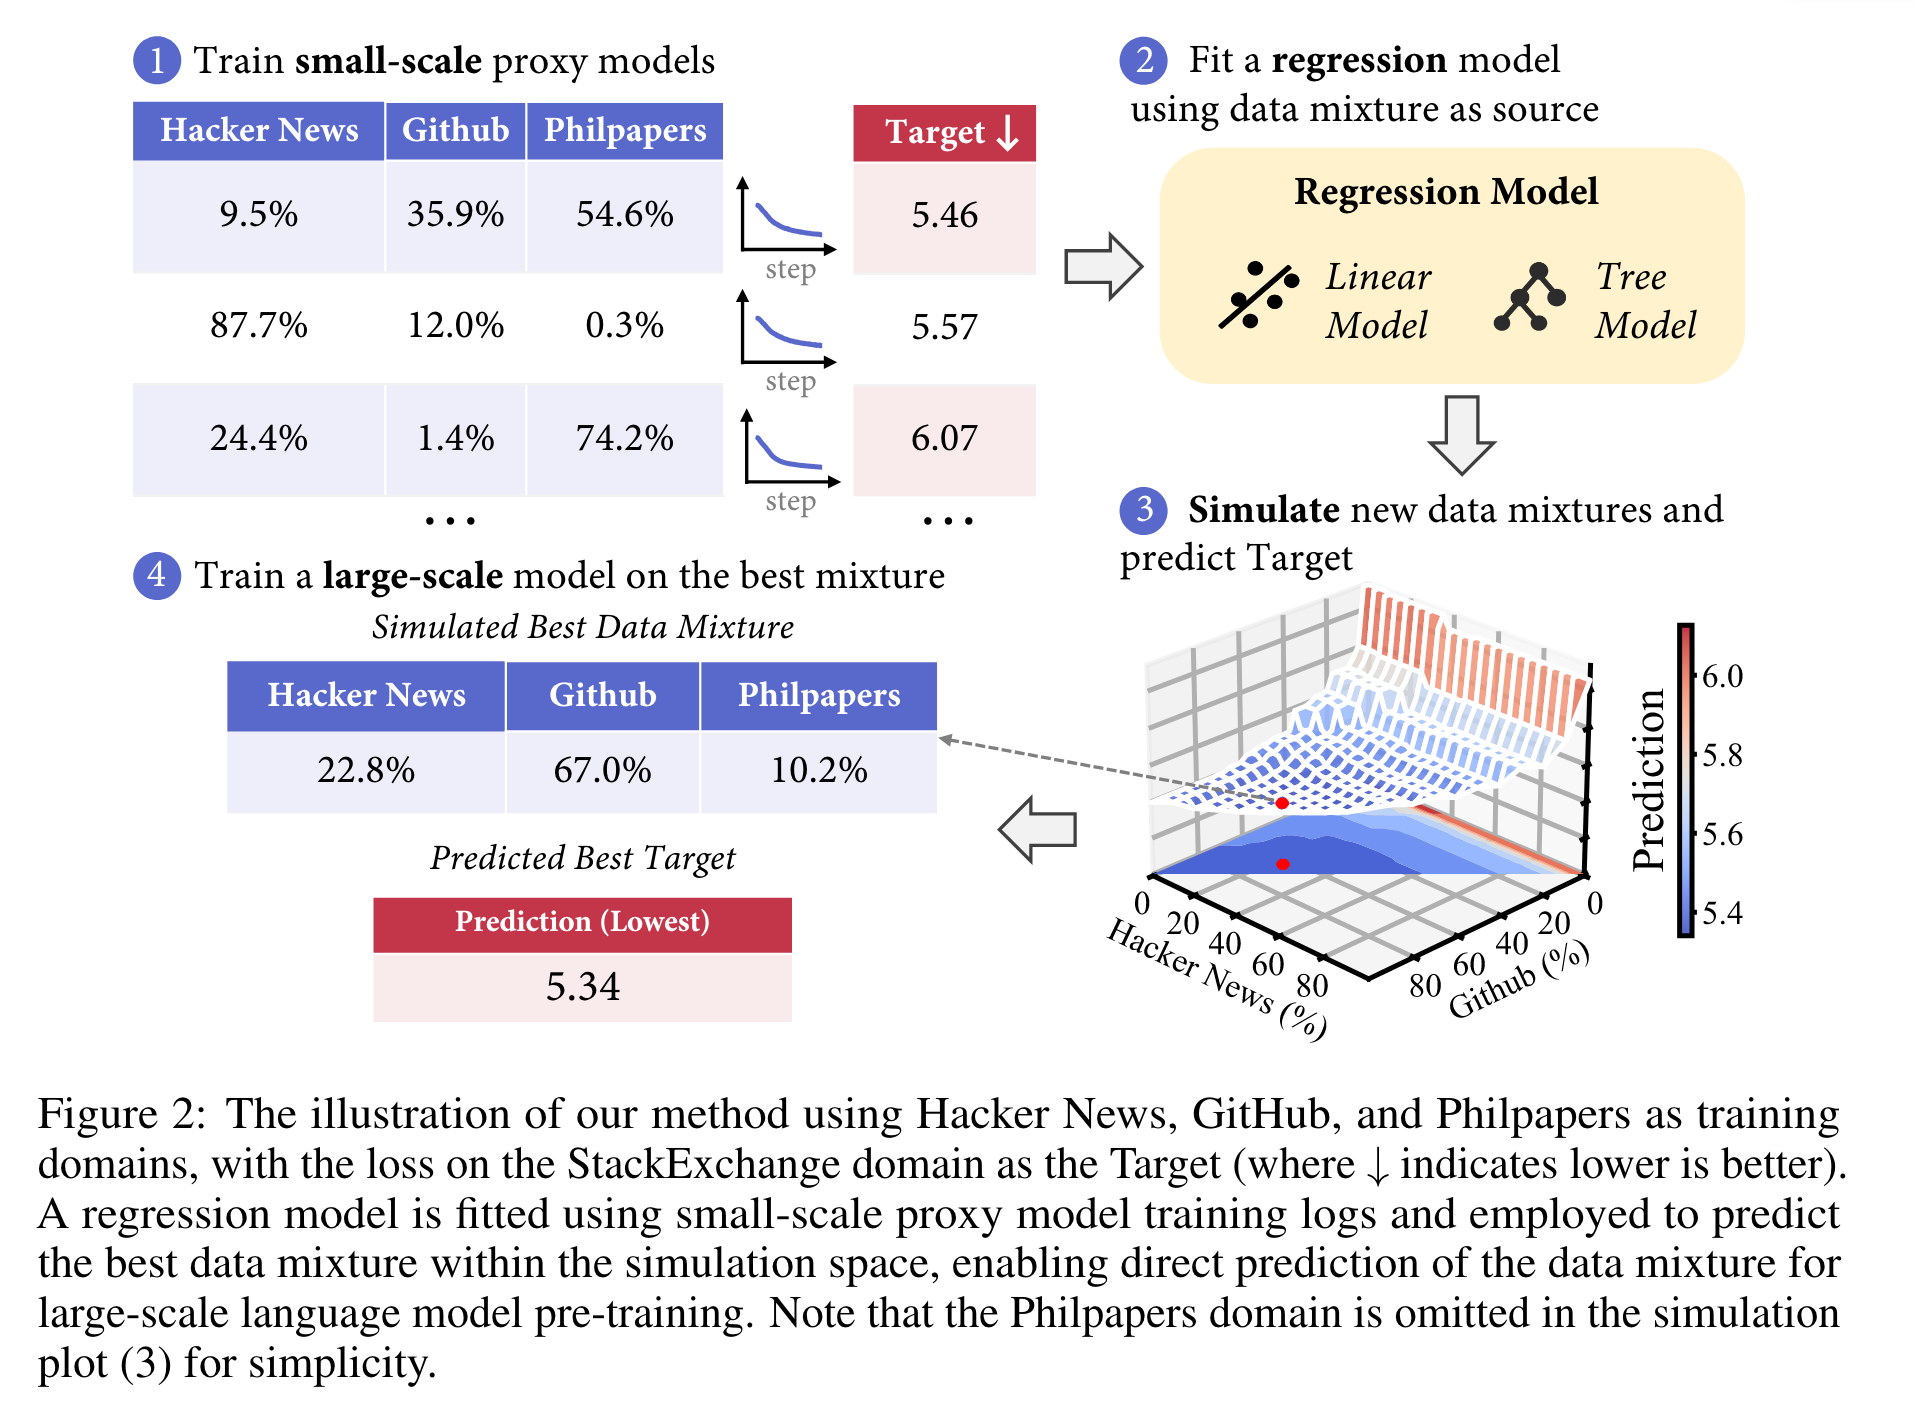 1 Train small-scale proxy models
Hacker News Github Philpapers Target ↓
9.5% 35.9% 54.6% 5.46
step
87.7% 12.0% 0.3% 5.57
step
24.4% 1.4% 74.2% 6.07
step
... ...
2 Fit a regression model
using data mixture as source
Regression Model
Linear Model
Tree Model
3 Simulate new data mixtures and
predict Target
Prediction
6.0
5.8
5.6
5.4
0 20 40 60 80
Hacker News (%)
80 60 40 20 0
Github (%)
4 Train a large-scale model on the best mixture
Simulated Best Data Mixture
Hacker News Github Philpapers
22.8% 67.0% 10.2%
Predicted Best Target
Prediction (Lowest)
5.34
Figure 2: The illustration of our method using Hacker News, GitHub, and Philpapers as training
domains, with the loss on the StackExchange domain as the Target (where ↓ indicates lower is better).
A regression model is fitted using small-scale proxy model training logs and employed to predict
the best data mixture within the simulation space, enabling direct prediction of the data mixture for
large-scale language model pre-training. Note that the Philpapers domain is omitted in the simulation
plot (3) for simplicity.